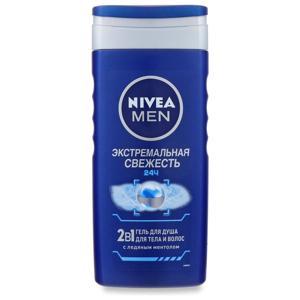 NIVEA
MEN
ЭКСТРЕМАЛЬНАЯ
СВЕЖЕСТЬ
24Ч
2В1 ГЕЛЬ ДЛЯ ДУША
ДЛЯ ТЕЛА И ВОЛОС
С ЛЕДЯНЫМ МЕНТОЛОМ